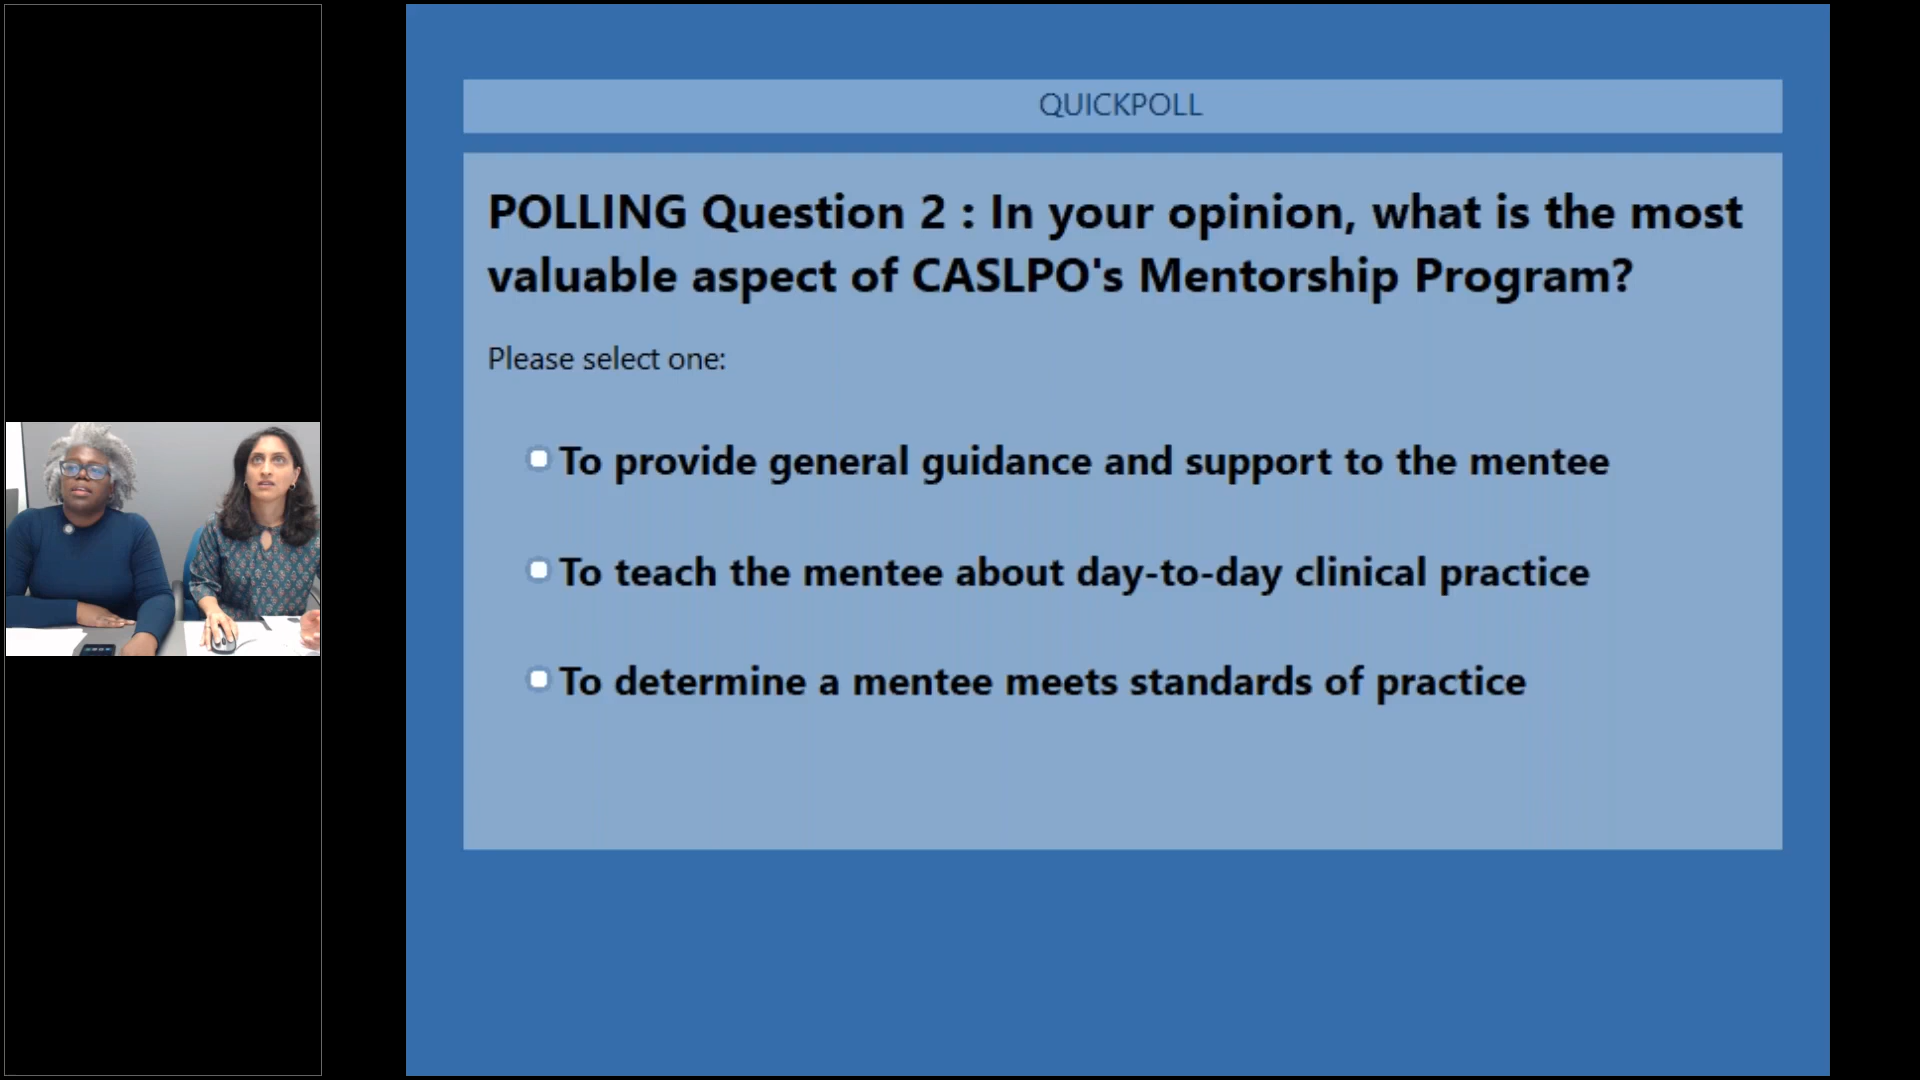 QUICKPOLL
POLLING Question 2 : In your opinion, what is the most
valuable aspect of CASLPO's Mentorship Program?
Please select one:
To provide general guidance and support to the mentee
To teach the mentee about day-to-day clinical practice
To determine a mentee meets standards of practice